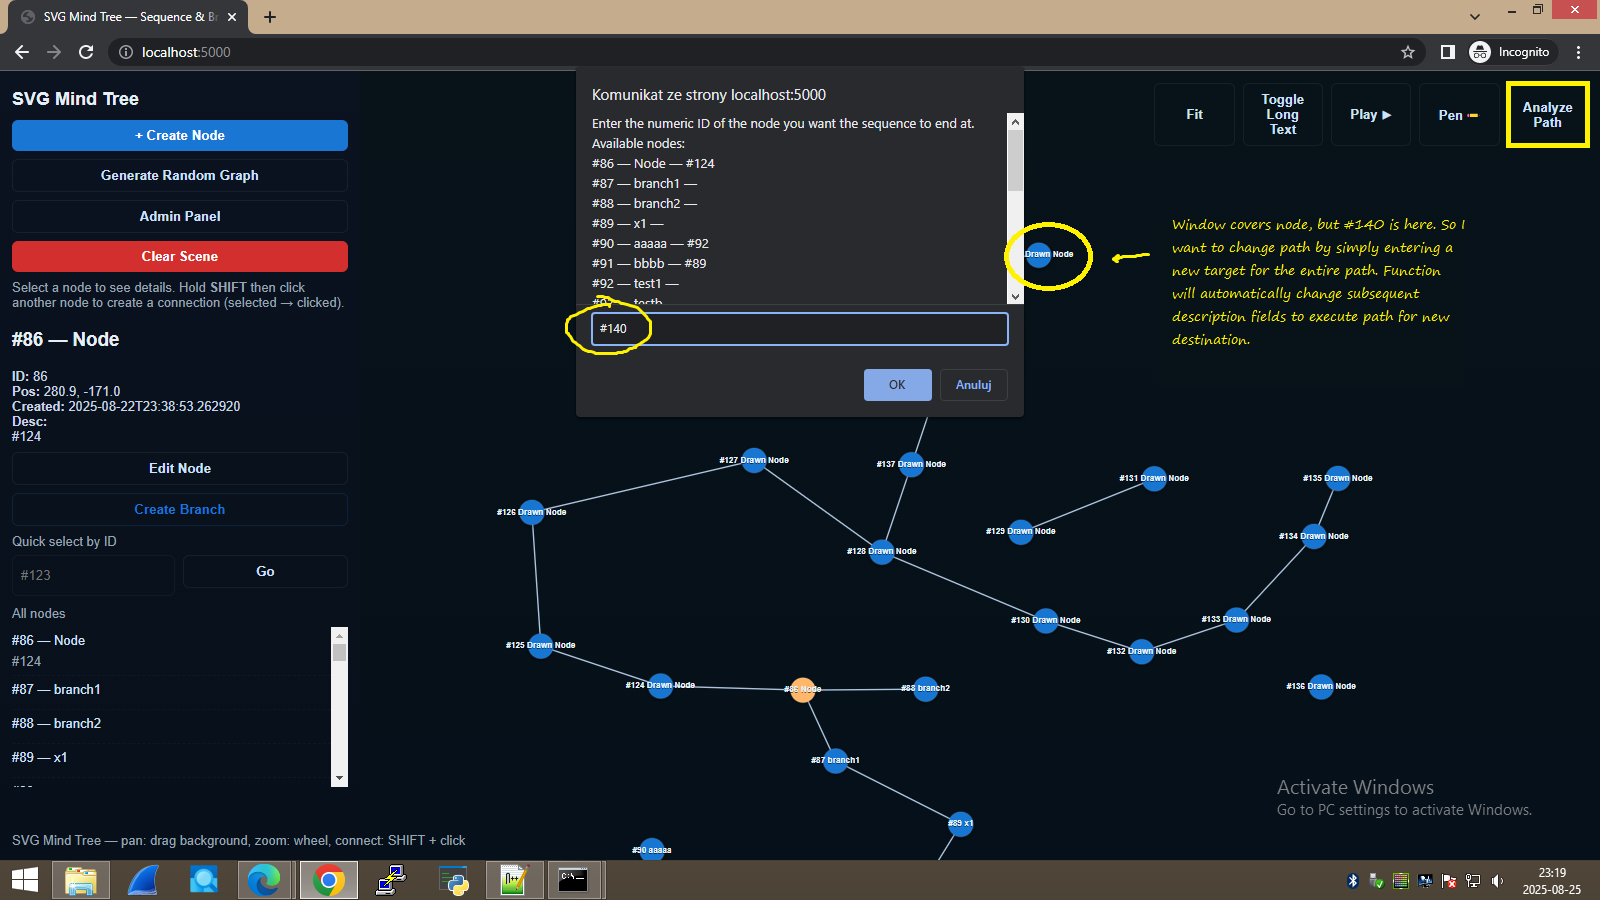 SVG Mind Tree — Sequence & Br
localhost:5000
Incognito
SVG Mind Tree
+ Create Node
Generate Random Graph
Admin Panel
Clear Scene
Select a node to see details. Hold SHIFT then click
another node to create a connection (selected → clicked).
#86 — Node
ID: 86
Pos: 280.9, -171.0
Created: 2025-08-22T23:38:53.262920
Desc:
#124
Edit Node
Create Branch
Quick select by ID
#123
Go
All nodes
#86 — Node
#124
#87 — branch1
#88 — branch2
#89 — x1
SVG Mind Tree — pan: drag background, zoom: wheel, connect: SHIFT + click
Komunikat ze strony localhost:5000
Enter the numeric ID of the node you want the sequence to end at.
Available nodes:
#86 — Node — #124
#87 — branch1 —
#88 — branch2 —
#89 — x1 —
#90 — aaaaa — #92
#91 — bbbb — #89
#92 — test1 —
#140
OK
Anuluj
Fit
Toggle
Long
Text
Play ▶
Pen
Analyze
Path
Drawn Node
Window covers node, but #140 is here. So I
want to change path by simply entering a
new target for the entire path. Function
will automatically change subsequent
description fields to execute path for new
destination.
#127 Drawn Node
#137 Drawn Node
#131 Drawn Node
#135 Drawn Node
#126 Drawn Node
#129 Drawn Node
#134 Drawn Node
#128 Drawn Node
#130 Drawn Node
#133 Drawn Node
#125 Drawn Node
#132 Drawn Node
#124 Drawn Node
#86 Node
#88 branch2
#136 Drawn Node
#87 branch1
#89 x1
#90 aaaaa
Activate Windows
Go to PC settings to activate Windows.
23:19
2025-08-25